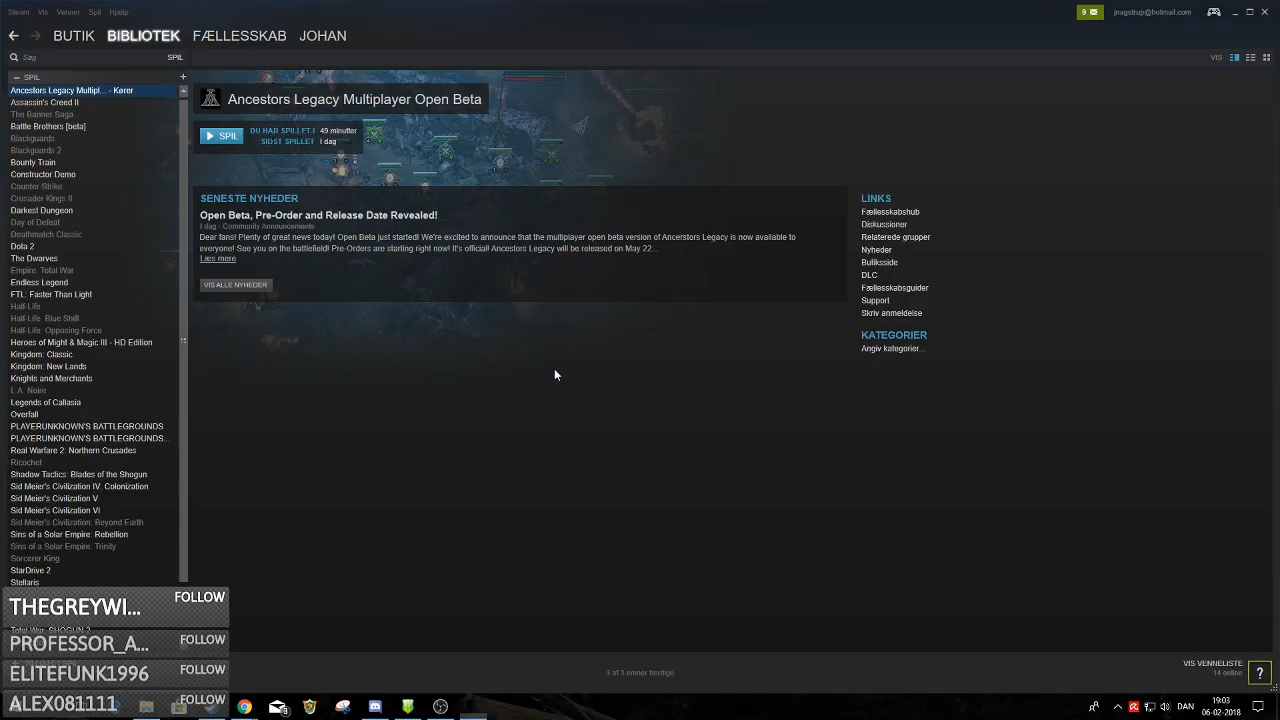 Steam Vis Venner Spil Hjælp
9
jnagstrup@hotmail.com
BUTIK BIBLIOTEK FÆLLESSKAB JOHAN
Søg SPIL
VIS
SPIL
Ancestors Legacy Multipl... - Kører
Assassin's Creed II
The Banner Saga
Battle Brothers [beta]
Blackguards
Blackguards 2
Bounty Train
Constructor Demo
Counter-Strike
Crusader Kings II
Darkest Dungeon
Day of Defeat
Deathmatch Classic
Dota 2
The Dwarves
Empire: Total War
Endless Legend
FTL: Faster Than Light
Half-Life
Half-Life: Blue Shift
Half-Life: Opposing Force
Heroes of Might & Magic III - HD Edition
Kingdom: Classic
Kingdom: New Lands
Knights and Merchants
L.A. Noire
Legends of Callasia
Overfall
PLAYERUNKNOWN'S BATTLEGROUNDS
PLAYERUNKNOWN'S BATTLEGROUNDS...
Real Warfare 2: Northern Crusades
Ricochet
Shadow Tactics: Blades of the Shogun
Sid Meier's Civilization IV: Colonization
Sid Meier's Civilization V
Sid Meier's Civilization VI
Sid Meier's Civilization: Beyond Earth
Sins of a Solar Empire: Rebellion
Sins of a Solar Empire: Trinity
Sorcerer King
StarDrive 2
Stellaris
Total War: SHOGUN 2
Ancestors Legacy Multiplayer Open Beta
SPIL
DU HAR SPILLET I 49 minutter
SIDST SPILLET I dag
SENESTE NYHEDER
Open Beta, Pre-Order and Release Date Revealed!
I dag - Community Announcements
Dear fans! Plenty of great news today! Open Beta just started! We're excited to announce that the multiplayer open beta version of Ancerstors Legacy is now available to
everyone! See you on the battlefield! Pre-Orders are starting right now! It's official! Ancestors Legacy will be released on May 22...
Læs mere
VIS ALLE NYHEDER
LINKS
Fællesskabshub
Diskussioner
Relaterede grupper
Nyheder
Butiksside
DLC
Fællesskabsguider
Support
Skriv anmeldelse
KATEGORIER
Angiv kategorier...
THEGREYWI... FOLLOW
PROFESSOR_A... FOLLOW
ELITEFUNK1996 FOLLOW
ALEX081111 FOLLOW
3 af 3 emner færdige
VIS VENNELISTE
14 online
?
DAN
19:03
06-02-2018